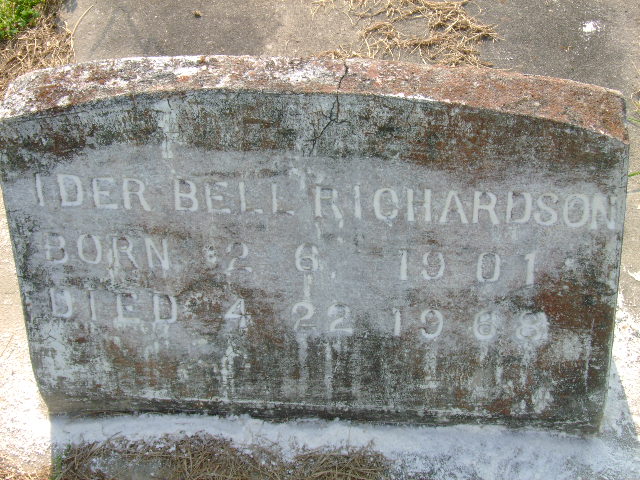 IDER BELL RICHARDSON
BORN 2 6 1901
DIED 4 22 1968